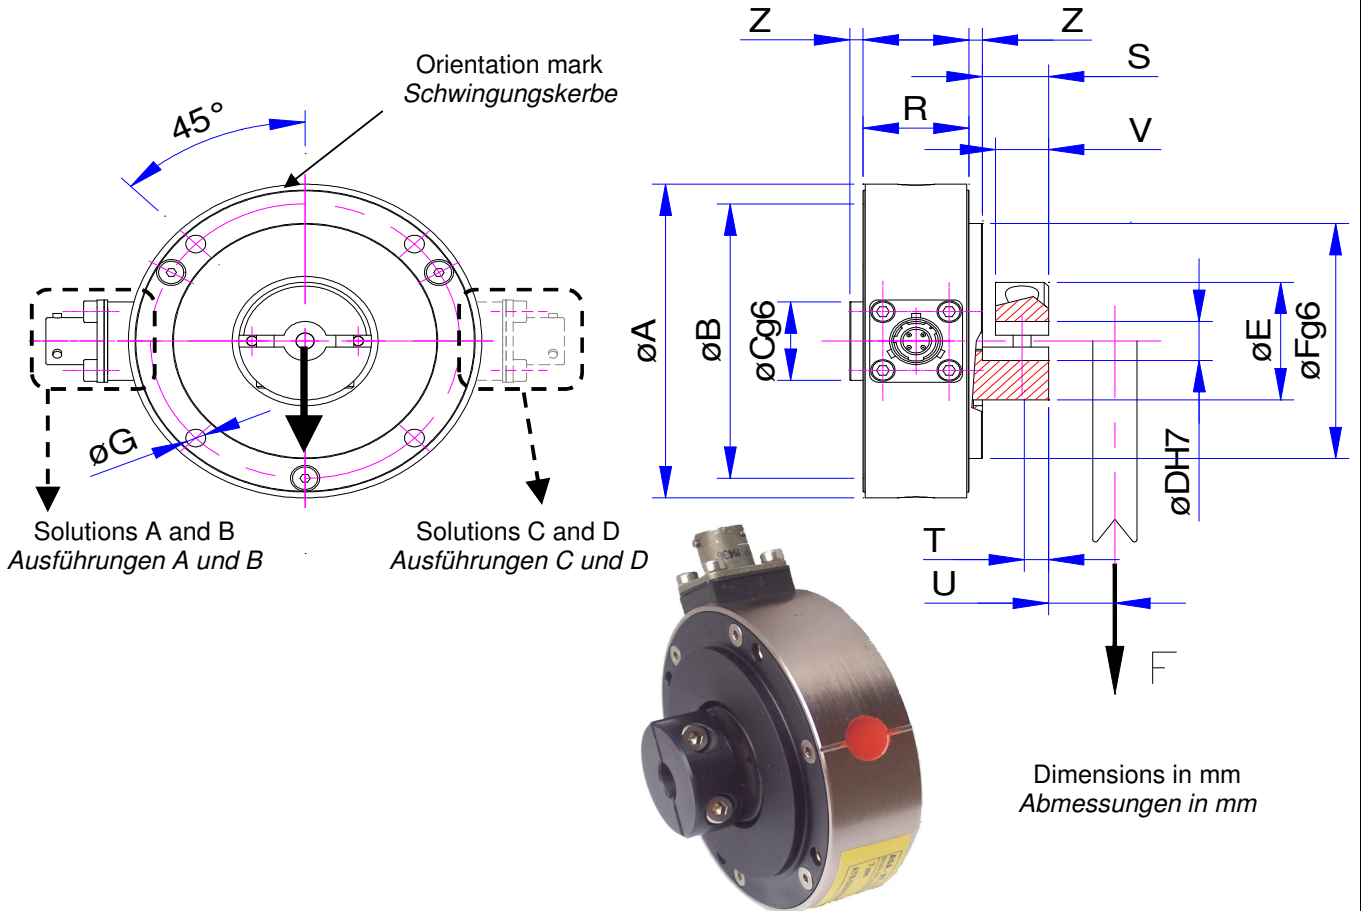 Z
Z
Orientation mark
Schwingungskerbe
S
45°
R
V
øA
øB
øCg6
øE
øFg6
øG
øDH7
Solutions A and B
Ausführungen A und B
Solutions C and D
Ausführungen C und D
T
U
F
Dimensions in mm
Abmessungen in mm